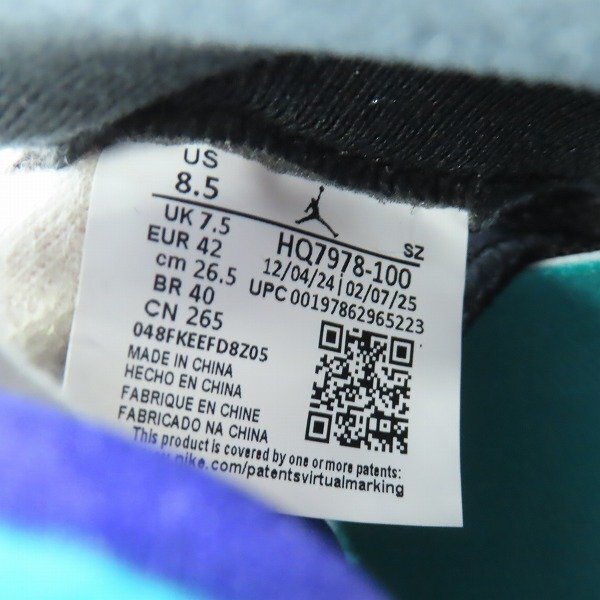 US
8.5
UK 7.5
EUR 42
cm 26.5
BR 40
CN 265
048FKEEFD8Z05
SZ
HQ7978-100
12/04/24|02/07/25
UPC 00197862965223
MADE IN CHINA
HECHO EN CHINA
FABRIQUE EN CHINE
FABRICADO NA CHINA
This product is covered by one or more patents:
nike.com/patentsvirtualmarking